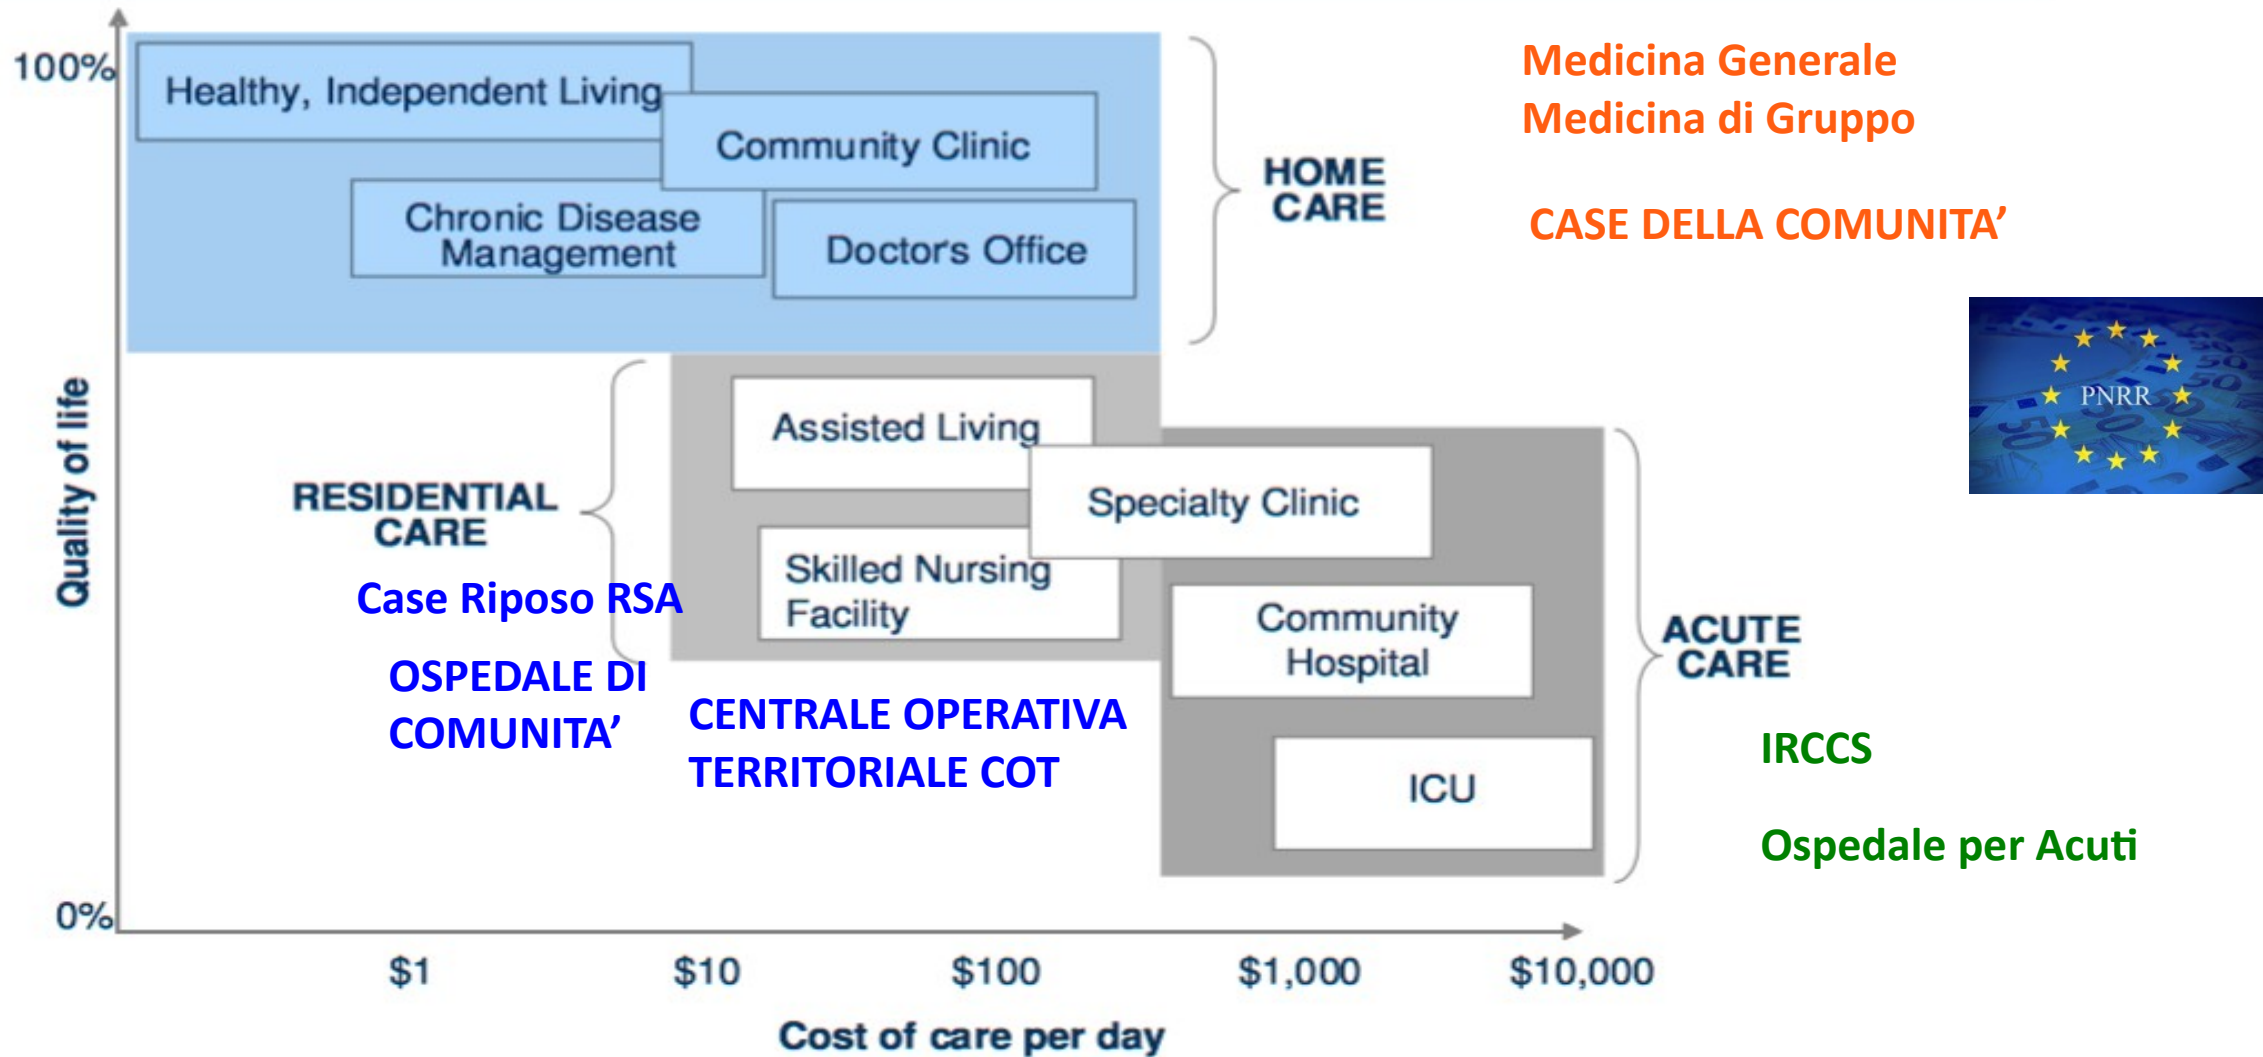 100%
Healthy, Independent Living
Community Clinic
Chronic Disease
Management
Doctor's Office
HOME
CARE
Medicina Generale
Medicina di Gruppo
CASE DELLA COMUNITA’
PNRR
Quality of life
RESIDENTIAL
CARE
Assisted Living
Specialty Clinic
Skilled Nursing
Facility
Case Riposo RSA
OSPEDALE DI
COMUNITA’
CENTRALE OPERATIVA
TERRITORIALE COT
Community
Hospital
ICU
ACUTE
CARE
IRCCS
Ospedale per Acuti
0%
$1
$10
$100
$1,000
$10,000
Cost of care per day